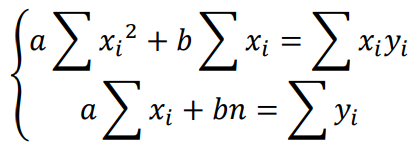 a ∑ xᵢ² + b ∑ xᵢ = ∑ xᵢyᵢ
a ∑ xᵢ + bn = ∑ yᵢ